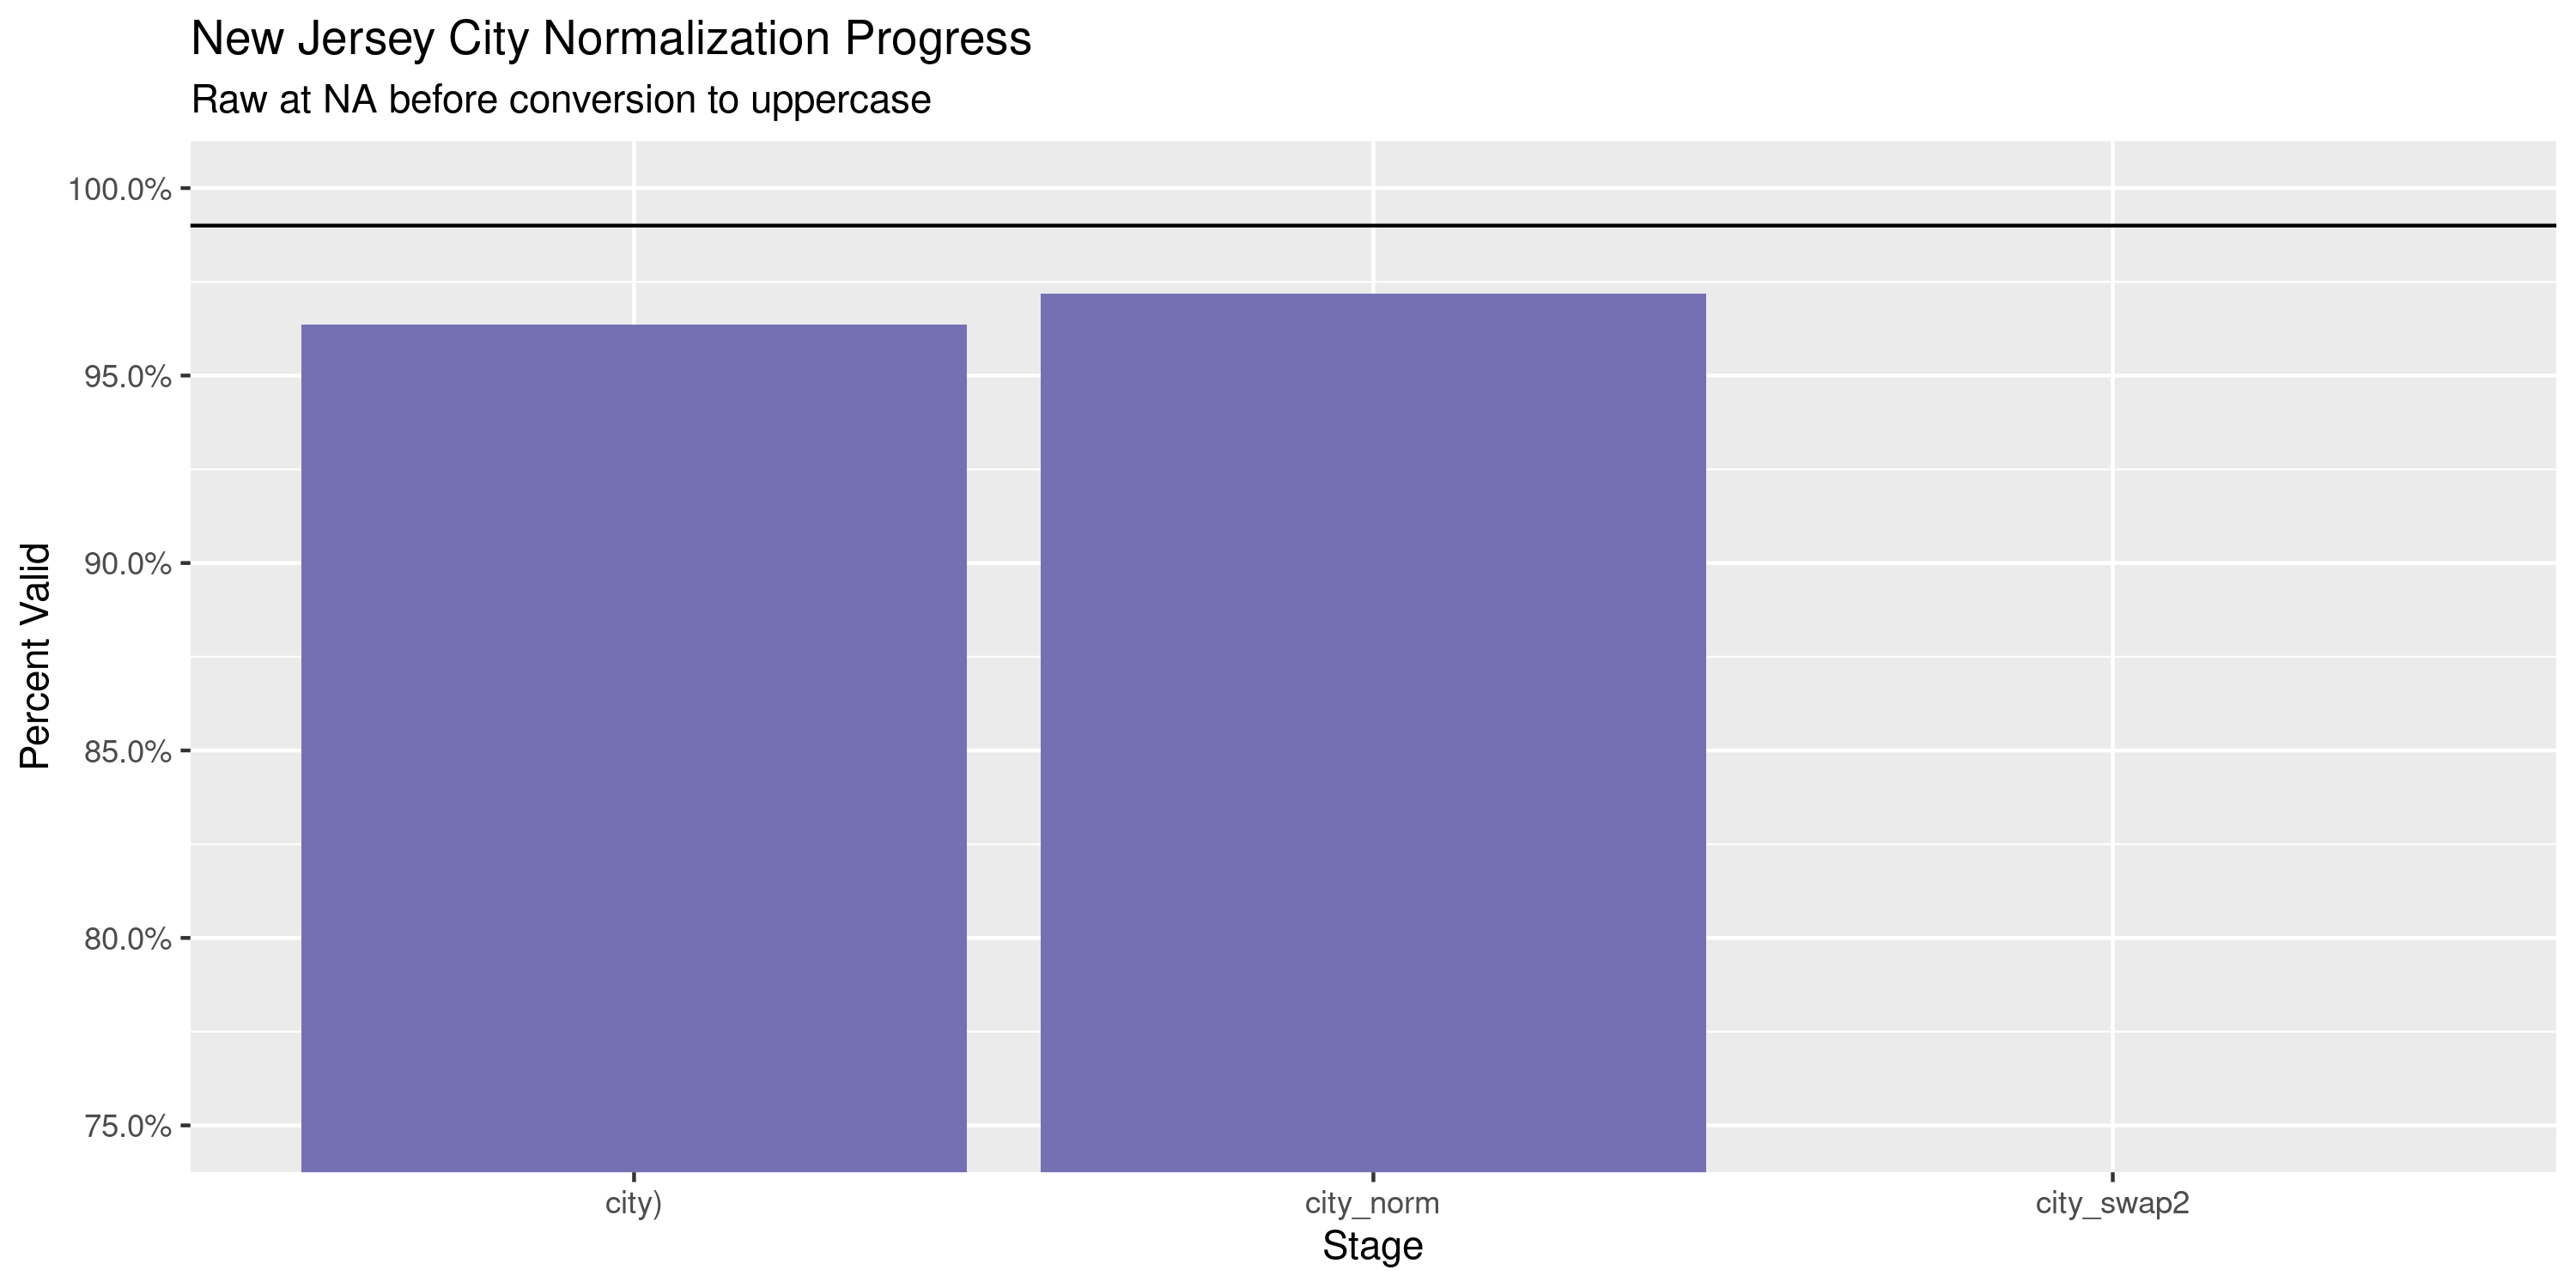 New Jersey City Normalization Progress
Raw at NA before conversion to uppercase
Percent Valid
100.0%
95.0%
90.0%
85.0%
80.0%
75.0%
city)
city_norm
city_swap2
Stage